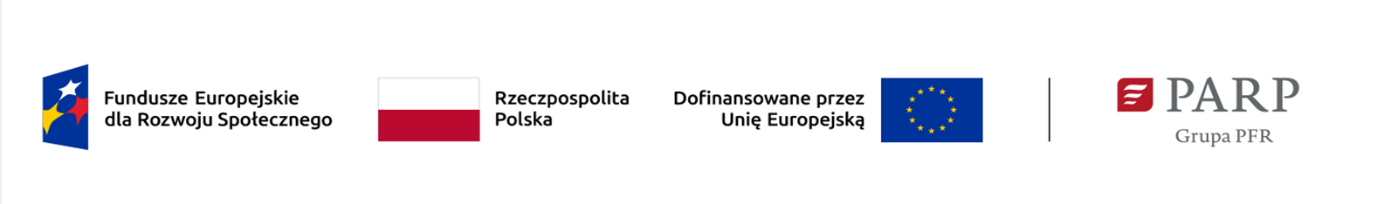 Fundusze Europejskie
dla Rozwoju Społecznego
Rzeczpospolita
Polska
Dofinansowane przez
Unię Europejską
PARP
Grupa PFR